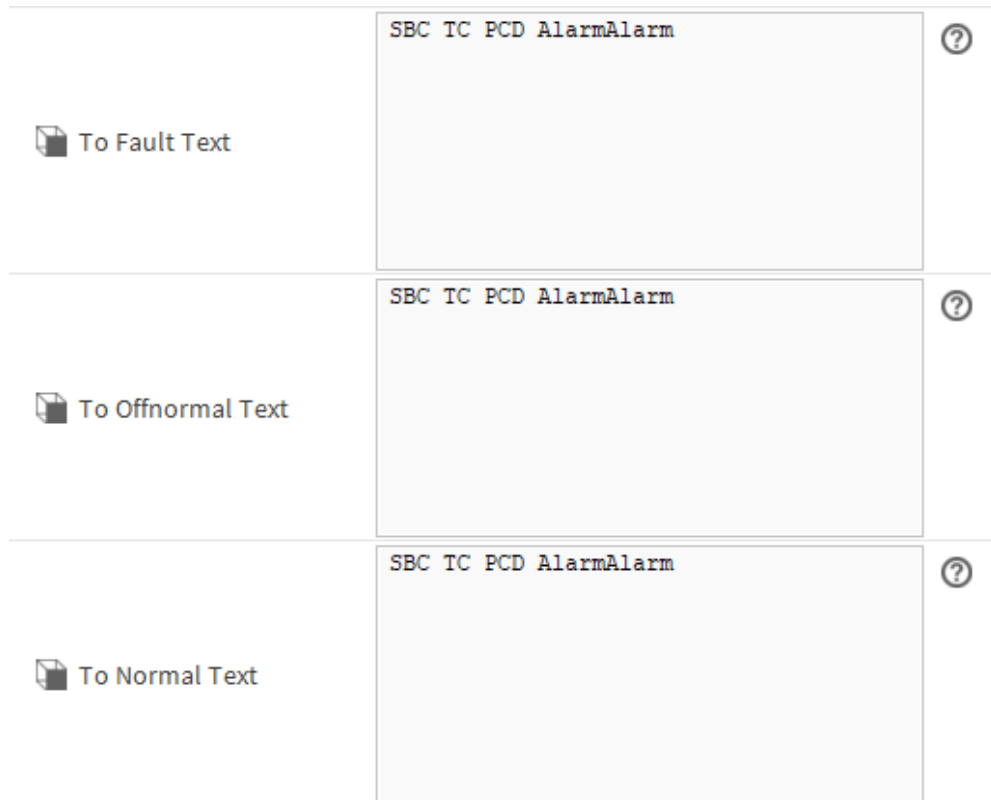 SBC TC PCD AlarmAlarm
To Fault Text
SBC TC PCD AlarmAlarm
To Offnormal Text
SBC TC PCD AlarmAlarm
To Normal Text